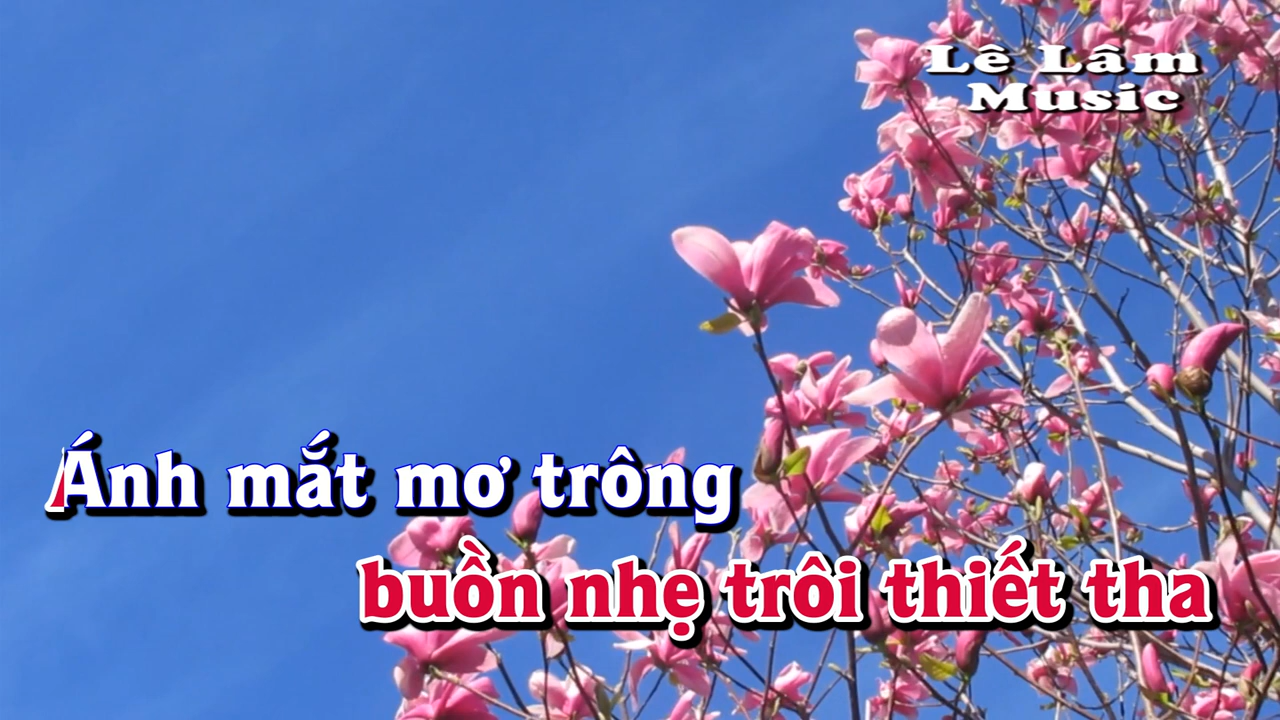 Lê Lâm
Music
Ánh mắt mơ trông
buồn nhẹ trôi thiết tha